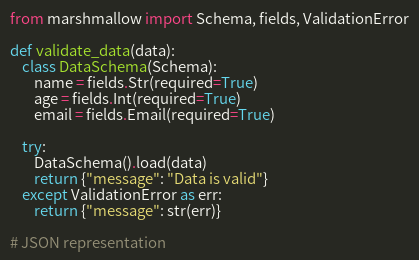 from marshmallow import Schema, fields, ValidationError

def validate_data(data):
    class DataSchema(Schema):
        name = fields.Str(required=True)
        age = fields.Int(required=True)
        email = fields.Email(required=True)

    try:
        DataSchema().load(data)
        return {"message": "Data is valid"}
    except ValidationError as err:
        return {"message": str(err)}

# JSON representation